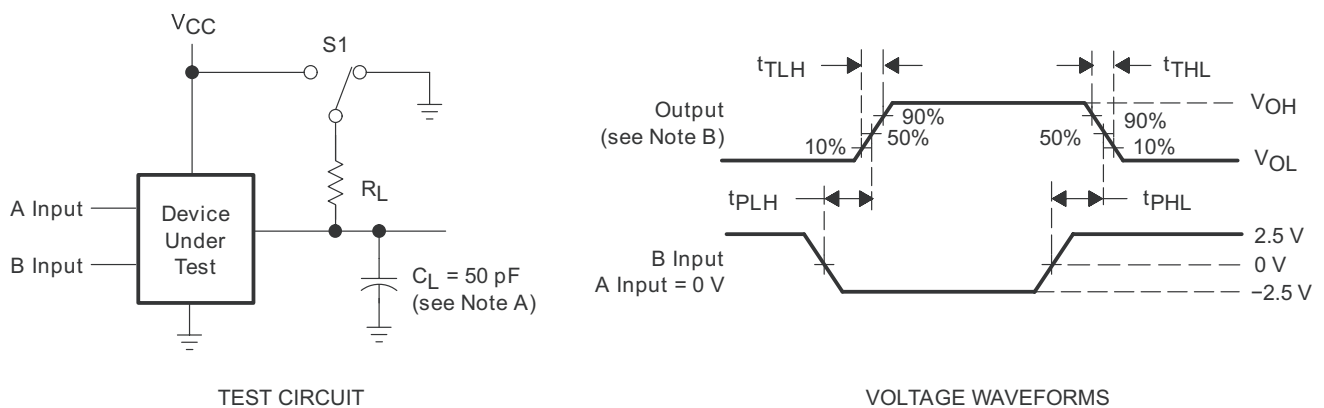 VCC
S1
RL
A Input
B Input
Device
Under
Test
CL = 50 pF
(see Note A)
TEST CIRCUIT
tTLH
tTHL
Output
(see Note B)
10%
90%
50%
50%
90%
10%
VOH
VOL
tPLH
tPHL
B Input
A Input = 0 V
2.5 V
0 V
−2.5 V
VOLTAGE WAVEFORMS